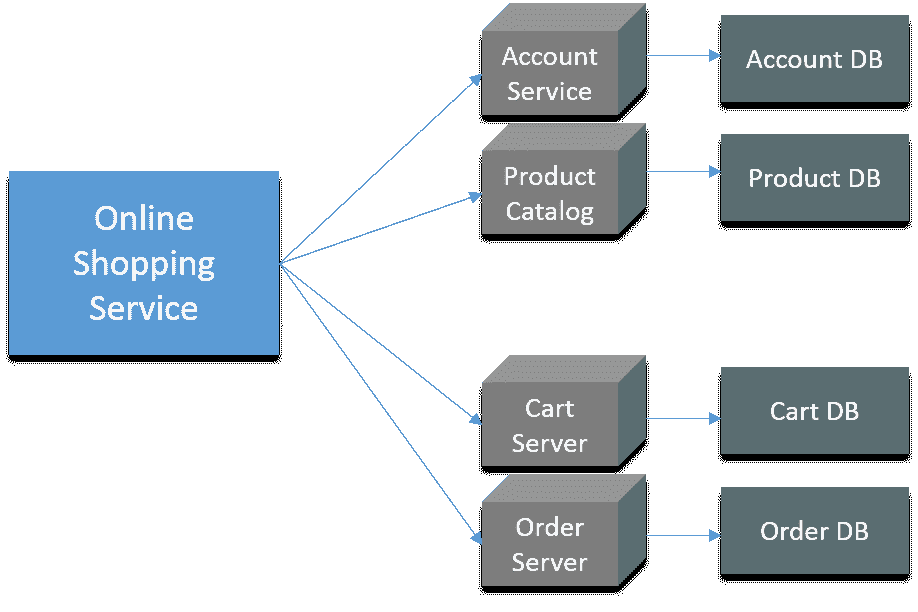 Online
Shopping
Service
Account
Service
Account DB
Product
Catalog
Product DB
Cart
Server
Cart DB
Order
Server
Order DB